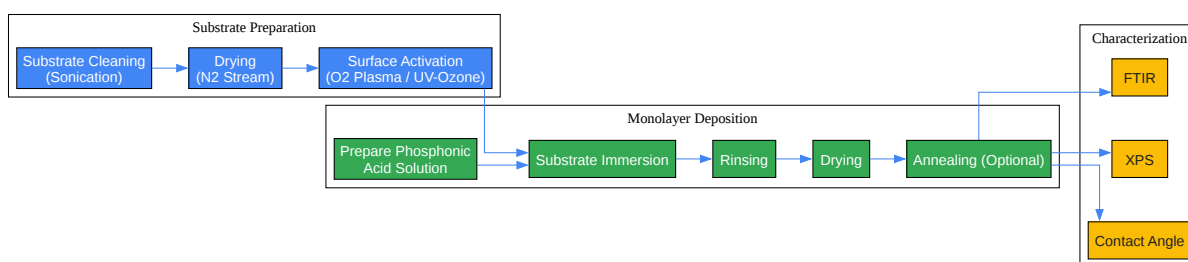 Substrate Preparation
Substrate Cleaning
(Sonication)
Drying
(N2 Stream)
Surface Activation
(O2 Plasma / UV-Ozone)
Monolayer Deposition
Prepare Phosphonic
Acid Solution
Substrate Immersion
Rinsing
Drying
Annealing (Optional)
Characterization
FTIR
XPS
Contact Angle